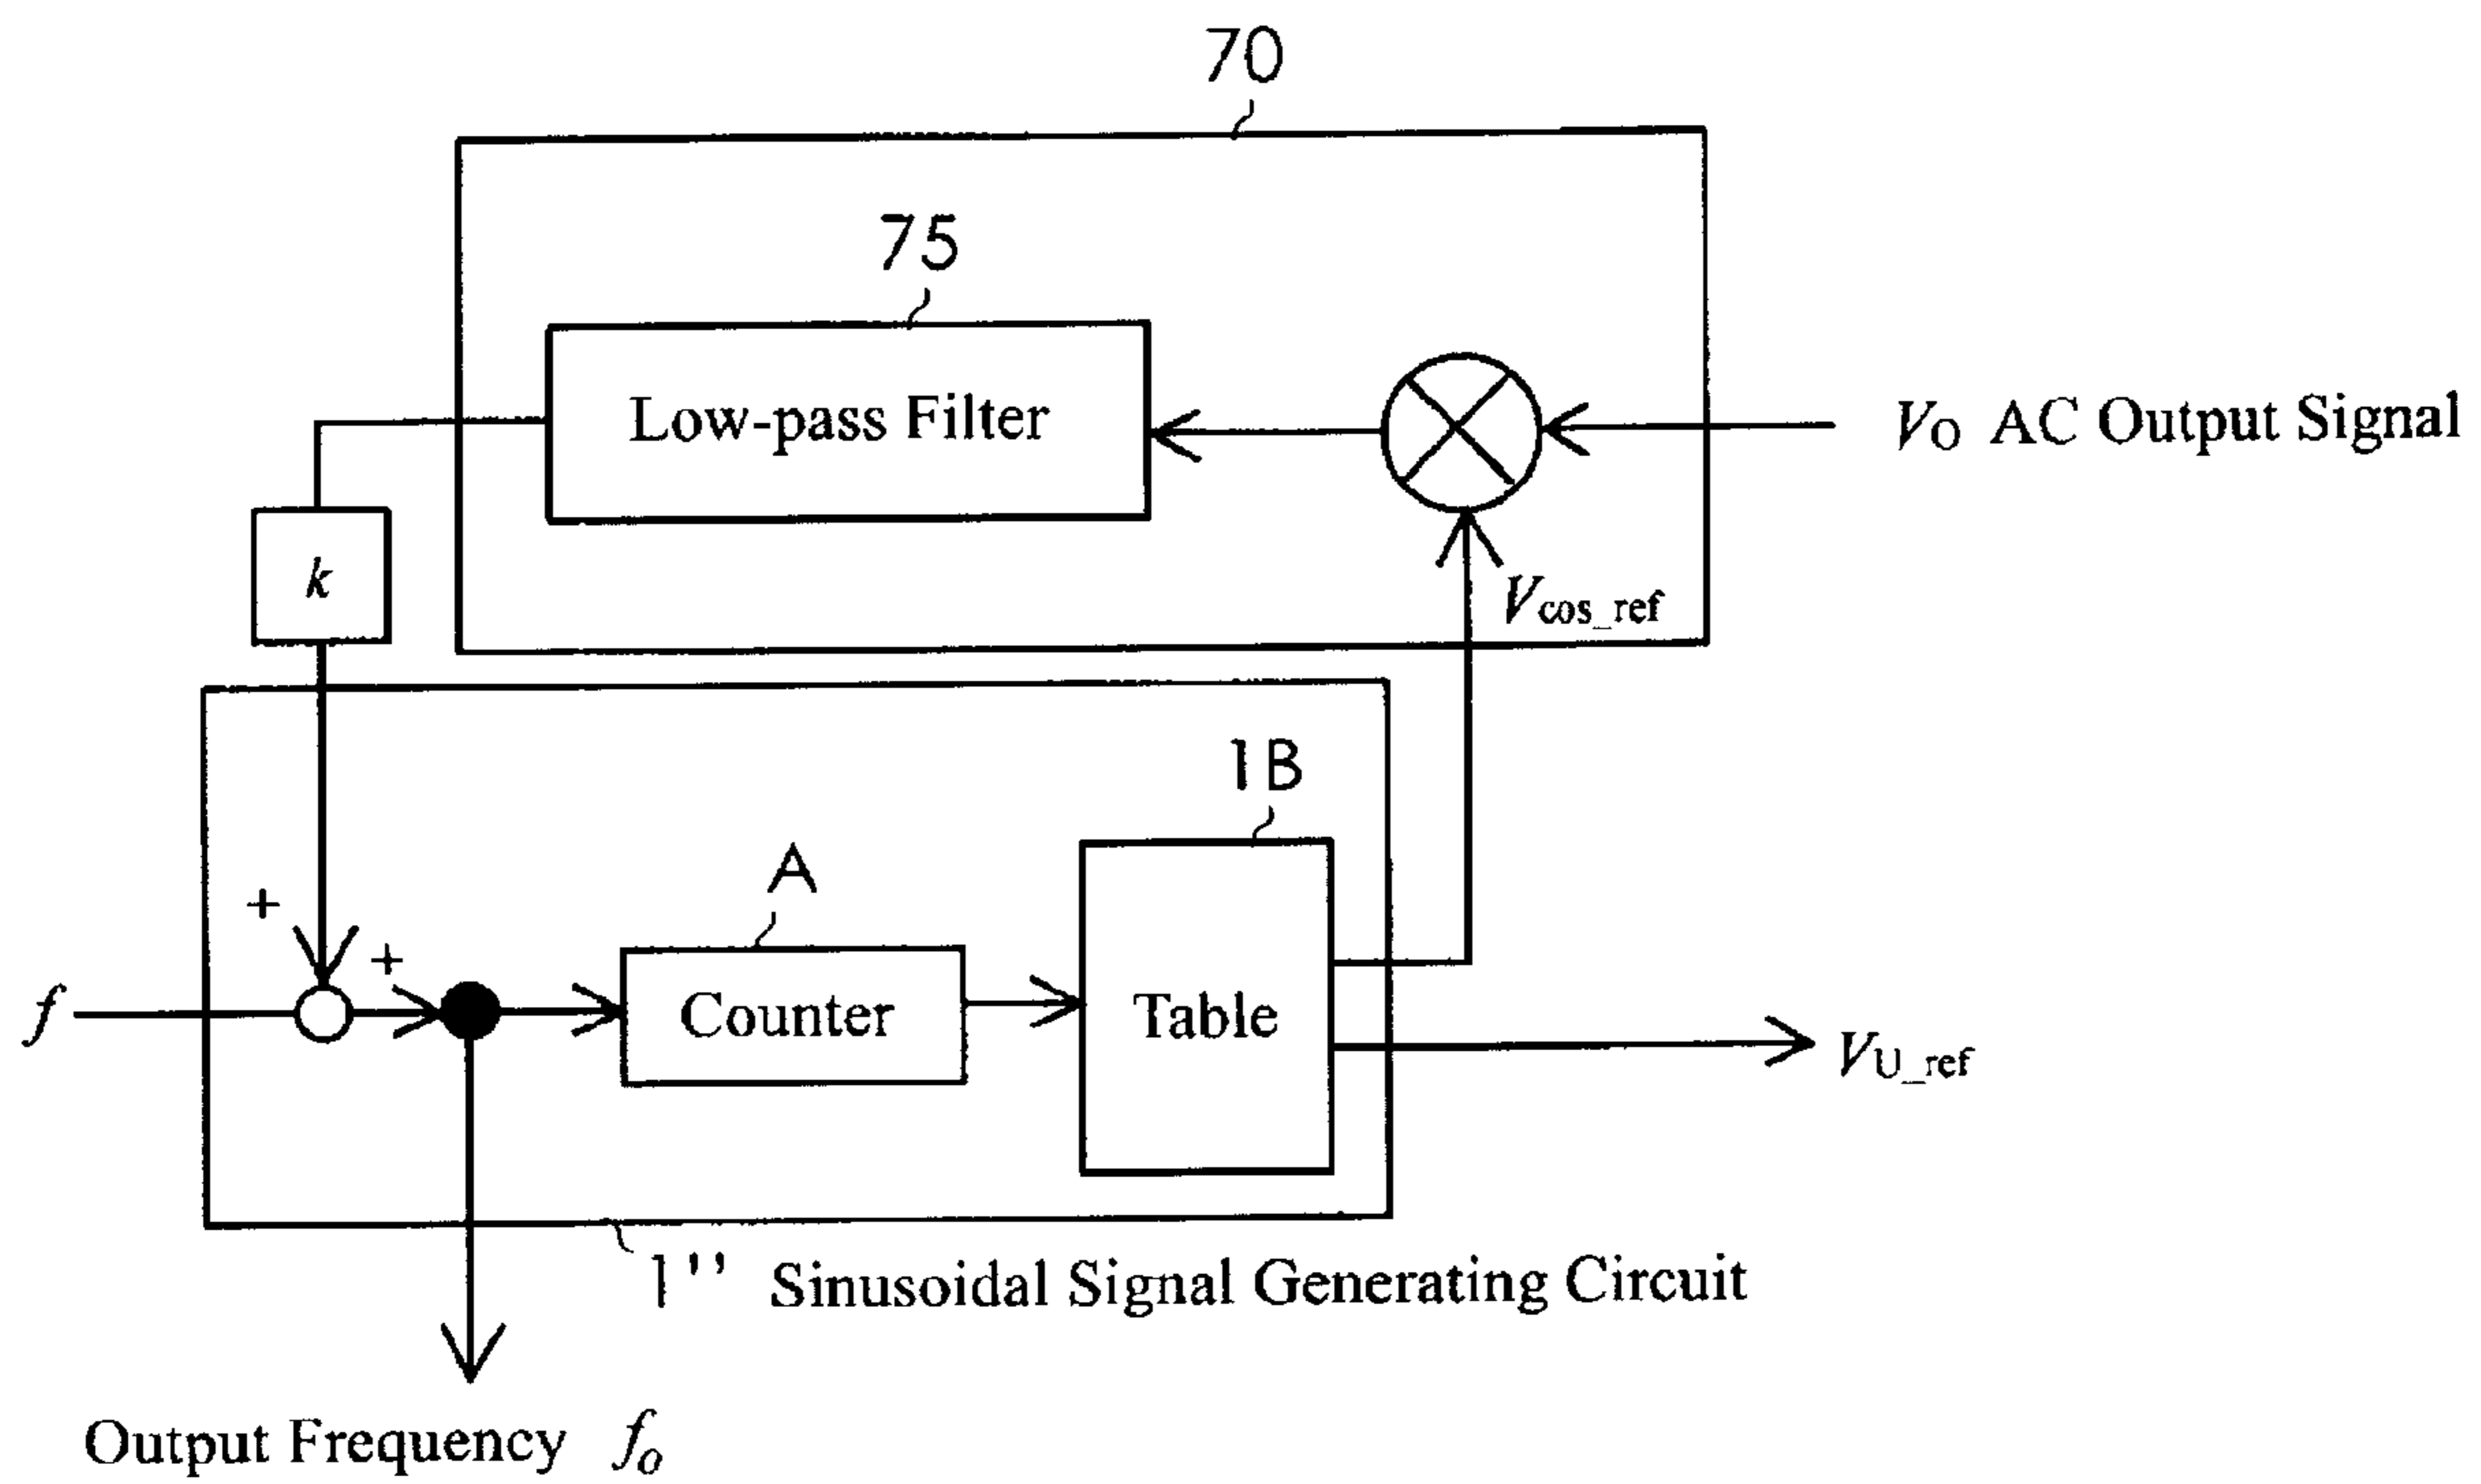 70
75
Low-pass Filter
VO AC Output Signal
k
Vcos_ref
1B
A
+
+
f
Counter
Table
VU_ref
1'' Sinusoidal Signal Generating Circuit
Output Frequency fo